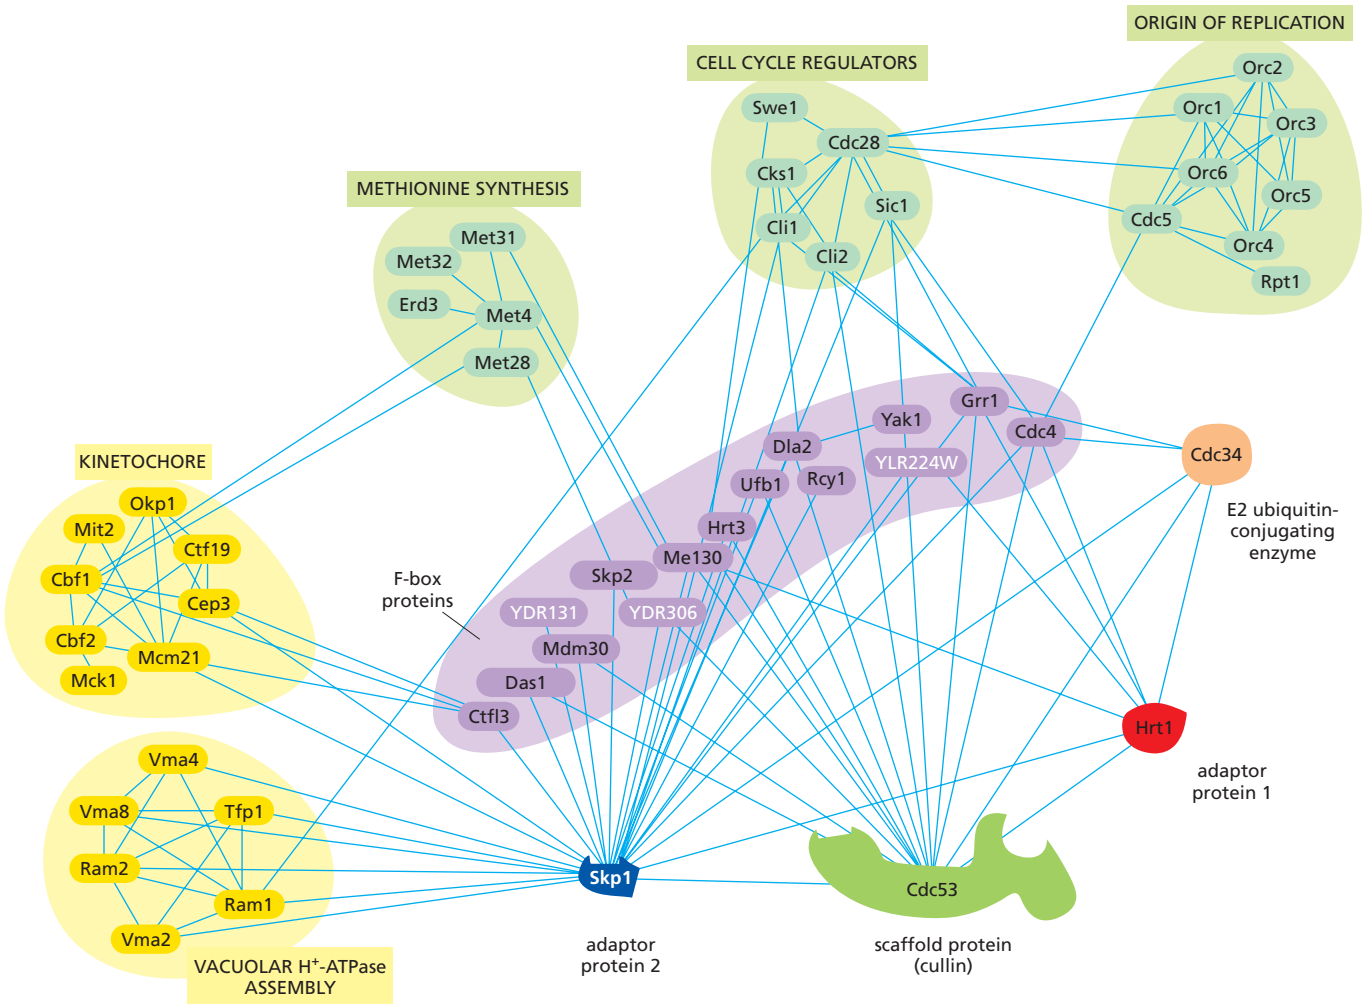 ORIGIN OF REPLICATION
Orc2
Orc1
Orc3
Orc6
Orc5
Cdc5
Orc4
Rpt1
CELL CYCLE REGULATORS
Swe1
Cdc28
Cks1
Sic1
Cli1
Cli2
METHIONINE SYNTHESIS
Met31
Met32
Erd3
Met4
Met28
KINETOCHORE
Okp1
Mit2
Ctf19
Cbf1
Cep3
Cbf2
Mcm21
Mck1
F-box
proteins
Grr1
Yak1
Cdc4
Dla2
YLR224W
Ufb1
Rcy1
Hrt3
Me130
Skp2
YDR131
YDR306
Mdm30
Das1
Ctfl3
Cdc34
E2 ubiquitin-
conjugating
enzyme
Hrt1
adaptor
protein 1
Vma4
Vma8
Tfp1
Ram2
Ram1
Vma2
VACUOLAR H+-ATPase
ASSEMBLY
Skp1
adaptor
protein 2
Cdc53
scaffold protein
(cullin)